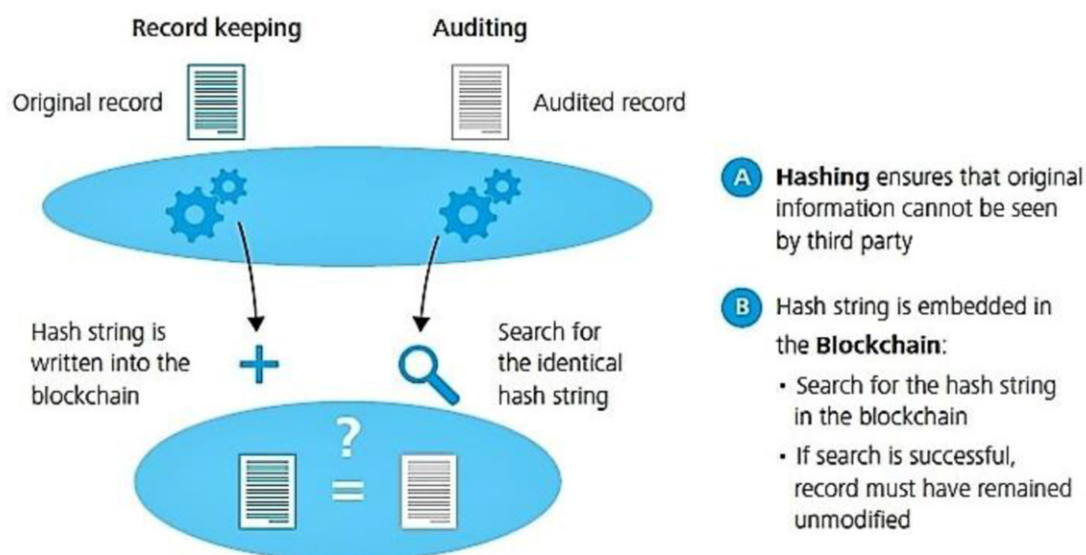 Record keeping
Auditing
Original record
Audited record
Hash string is
written into the
blockchain
+
Search for
the identical
hash string
?
=
A Hashing ensures that original
information cannot be seen
by third party
B Hash string is embedded in
the Blockchain:
• Search for the hash string
in the blockchain
• If search is successful,
record must have remained
unmodified